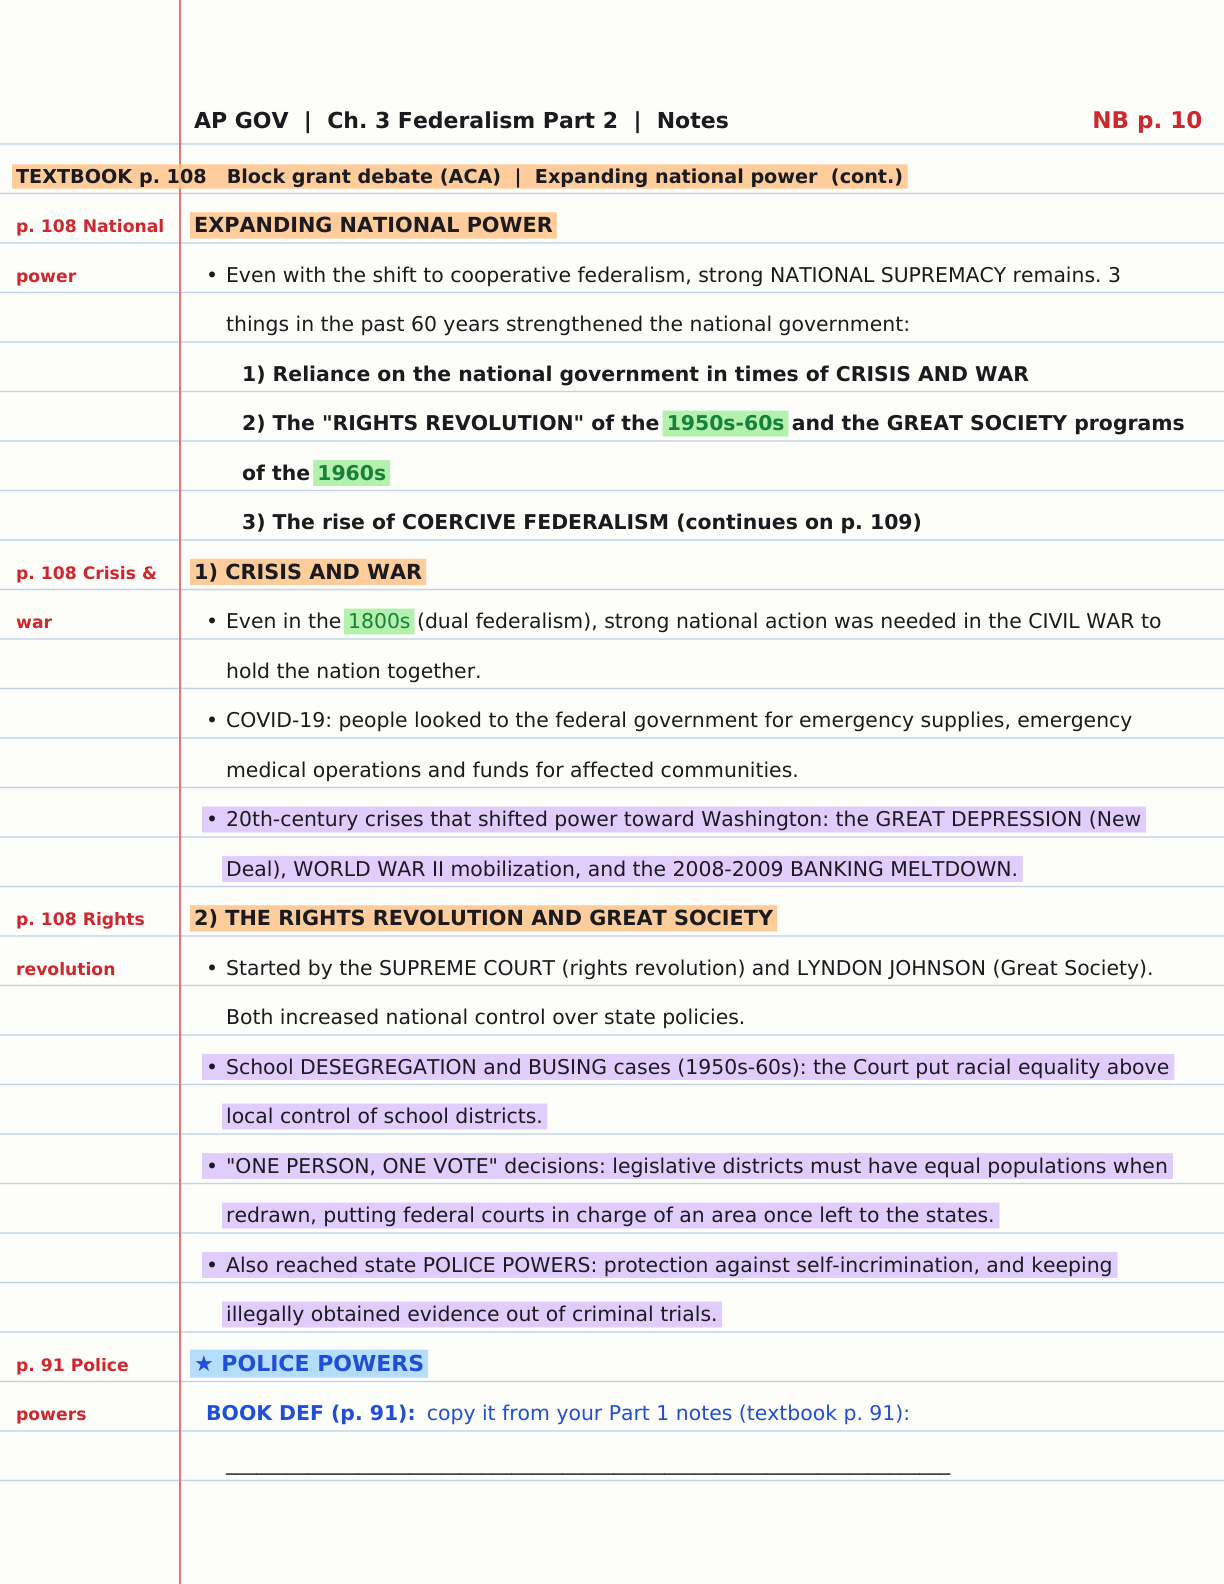 AP GOV | Ch. 3 Federalism Part 2 | Notes
NB p. 10
TEXTBOOK p. 108 Block grant debate (ACA) | Expanding national power (cont.)
p. 108 National
EXPANDING NATIONAL POWER
power
• Even with the shift to cooperative federalism, strong NATIONAL SUPREMACY remains. 3
things in the past 60 years strengthened the national government:
1) Reliance on the national government in times of CRISIS AND WAR
2) The "RIGHTS REVOLUTION" of the 1950s-60s and the GREAT SOCIETY programs
of the 1960s
3) The rise of COERCIVE FEDERALISM (continues on p. 109)
p. 108 Crisis &
1) CRISIS AND WAR
war
• Even in the 1800s (dual federalism), strong national action was needed in the CIVIL WAR to
hold the nation together.
• COVID-19: people looked to the federal government for emergency supplies, emergency
medical operations and funds for affected communities.
• 20th-century crises that shifted power toward Washington: the GREAT DEPRESSION (New
Deal), WORLD WAR II mobilization, and the 2008-2009 BANKING MELTDOWN.
p. 108 Rights
2) THE RIGHTS REVOLUTION AND GREAT SOCIETY
revolution
• Started by the SUPREME COURT (rights revolution) and LYNDON JOHNSON (Great Society).
Both increased national control over state policies.
• School DESEGREGATION and BUSING cases (1950s-60s): the Court put racial equality above
local control of school districts.
• "ONE PERSON, ONE VOTE" decisions: legislative districts must have equal populations when
redrawn, putting federal courts in charge of an area once left to the states.
• Also reached state POLICE POWERS: protection against self-incrimination, and keeping
illegally obtained evidence out of criminal trials.
p. 91 Police
★ POLICE POWERS
powers
BOOK DEF (p. 91): copy it from your Part 1 notes (textbook p. 91):